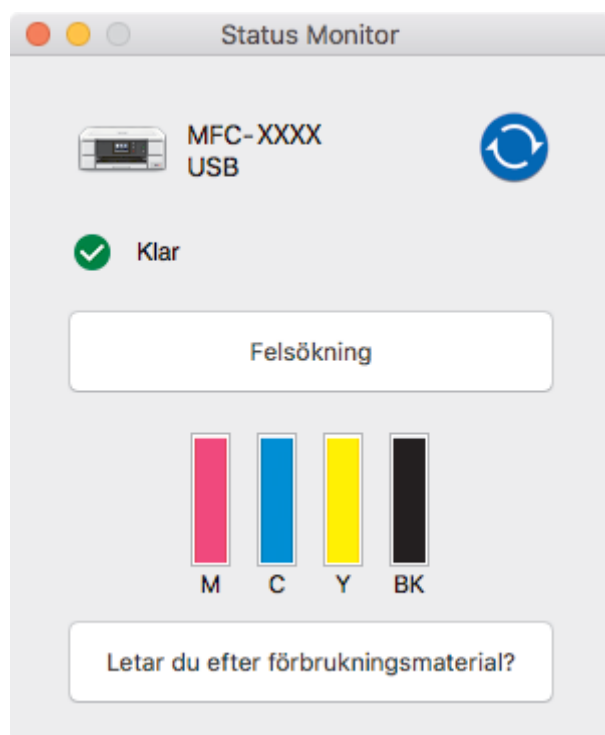 Status Monitor
MFC-XXXX
USB
Klar
Felsökning
M C Y BK
Letar du efter förbrukningsmaterial?